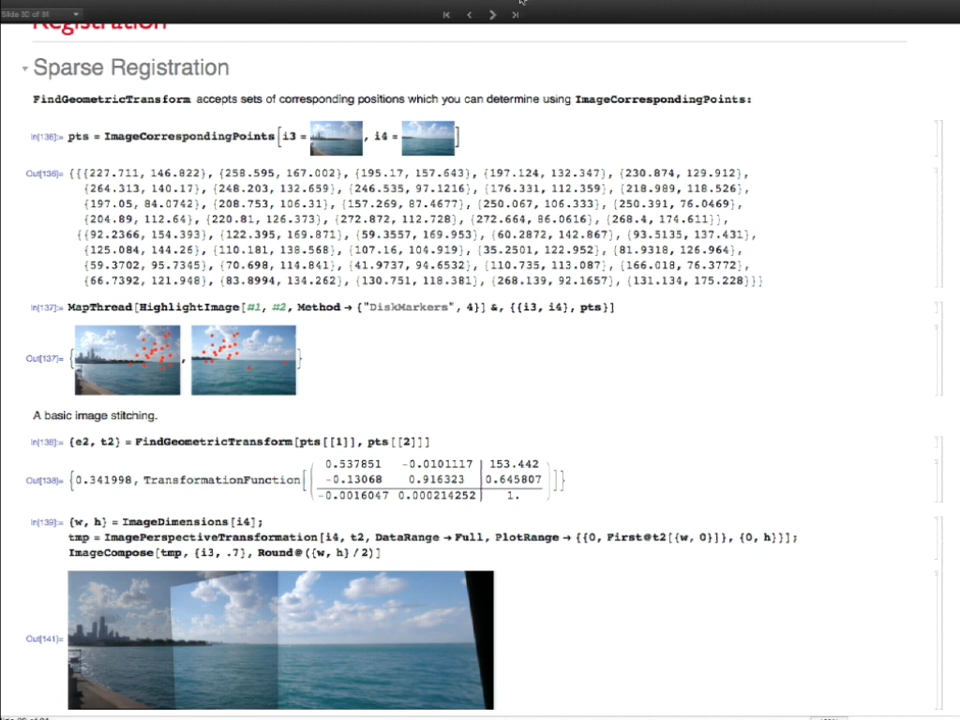 Slide 30 of 31
Registration
Sparse Registration
FindGeometricTransform accepts sets of corresponding positions which you can determine using ImageCorrespondingPoints:
In[136]:= pts = ImageCorrespondingPoints[i3 = , i4 = ]
Out[136]= {{{227.711, 146.822}, {258.595, 167.002}, {195.17, 157.643}, {197.124, 132.347}, {230.874, 129.912},
{264.313, 140.17}, {248.203, 132.659}, {246.535, 97.1216}, {176.331, 112.359}, {218.989, 118.526},
{197.05, 84.0742}, {208.753, 106.31}, {157.269, 87.4677}, {250.067, 106.333}, {250.391, 76.0469},
{204.89, 112.64}, {220.81, 126.373}, {272.872, 112.728}, {272.664, 86.0616}, {268.4, 174.611}},
{{92.2366, 154.393}, {122.395, 169.871}, {59.3557, 169.953}, {60.2872, 142.867}, {93.5135, 137.431},
{125.084, 144.26}, {110.181, 138.568}, {107.16, 104.919}, {35.2501, 122.952}, {81.9318, 126.964},
{59.3702, 95.7345}, {70.698, 114.841}, {41.9737, 94.6532}, {110.735, 113.087}, {166.018, 76.3772},
{66.7392, 121.948}, {83.8994, 134.262}, {130.751, 118.381}, {268.139, 92.1657}, {131.134, 175.228}}}
In[137]:= MapThread[HighlightImage[#1, #2, Method → {"DiskMarkers", 4}] &, {{i3, i4}, pts}]
Out[137]= { , }
A basic image stitching.
In[138]:= {e2, t2} = FindGeometricTransform[pts[[1]], pts[[2]]]
0.537851 -0.0101117 153.442
Out[138]= {0.341998, TransformationFunction[( -0.13068 0.916323 0.645807 )]}
-0.0016047 0.000214252 1.
In[139]:= {w, h} = ImageDimensions[i4];
tmp = ImagePerspectiveTransformation[i4, t2, DataRange → Full, PlotRange → {{0, First@t2[{w, 0}]}, {0, h}}];
ImageCompose[tmp, {i3, .7}, Round@({w, h} / 2)]
Out[141]=